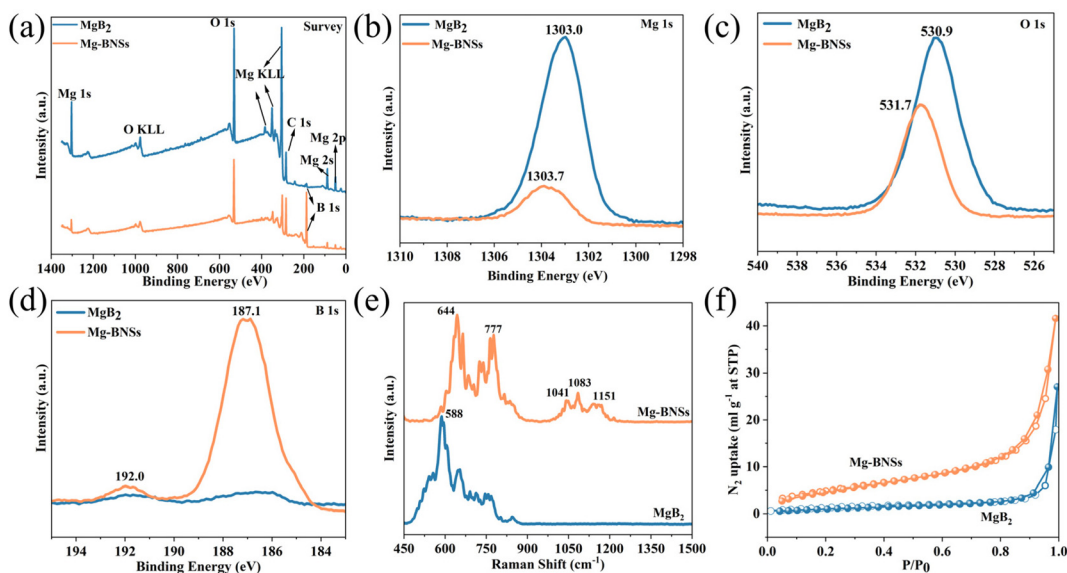 (a)
MgB₂
Mg-BNSs
O 1s
Survey
Mg 1s
O KLL
Mg KLL
C 1s
Mg 2p
Mg 2s
B 1s
Intensity (a.u.)
1400 1200 1000 800 600 400 200 0
Binding Energy (eV)
(b)
MgB₂
Mg-BNSs
1303.0
Mg 1s
1303.7
Intensity (a.u.)
1310 1308 1306 1304 1302 1300 1298
Binding Energy (eV)
(c)
MgB₂
Mg-BNSs
530.9
O 1s
531.7
Intensity (a.u.)
540 538 536 534 532 530 528 526
Binding Energy (eV)
(d)
MgB₂
Mg-BNSs
187.1
B 1s
192.0
Intensity (a.u.)
194 192 190 188 186 184
Binding Energy (eV)
(e)
644
777
1041
1083
1151
Mg-BNSs
588
MgB₂
Intensity (a.u.)
450 600 750 900 1050 1200 1350 1500
Raman Shift (cm⁻¹)
(f)
40
30
20
10
0
N₂ uptake (ml g⁻¹ at STP)
Mg-BNSs
MgB₂
0.0 0.2 0.4 0.6 0.8 1.0
P/P₀